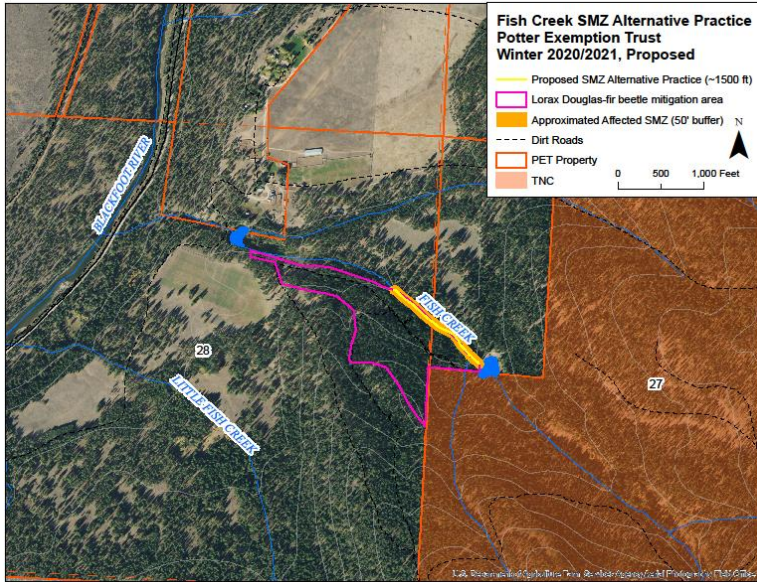 Fish Creek SMZ Alternative Practice
Potter Exemption Trust
Winter 2020/2021, Proposed
Proposed SMZ Alternative Practice (~1500 ft)
Lorax Douglas-fir beetle mitigation area
Approximated Affected SMZ (50' buffer)
N
Dirt Roads
PET Property
0 500 1,000 Feet
TNC
BLACKFOOT RIVER
FISH CREEK
28
27
LITTLE FISH CREEK